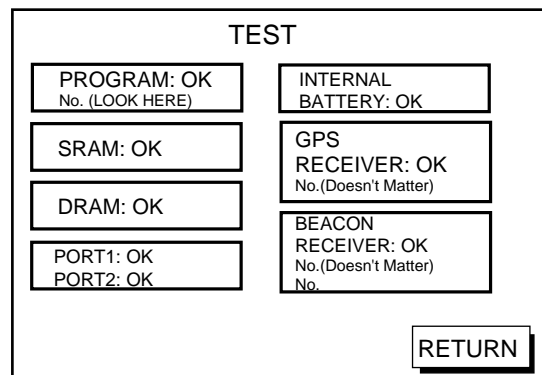 TEST
PROGRAM: OK
No. (LOOK HERE)
SRAM: OK
DRAM: OK
PORT1: OK
PORT2: OK
INTERNAL
BATTERY: OK
GPS
RECEIVER: OK
No.(Doesn't Matter)
BEACON
RECEIVER: OK
No.(Doesn't Matter)
No.
RETURN